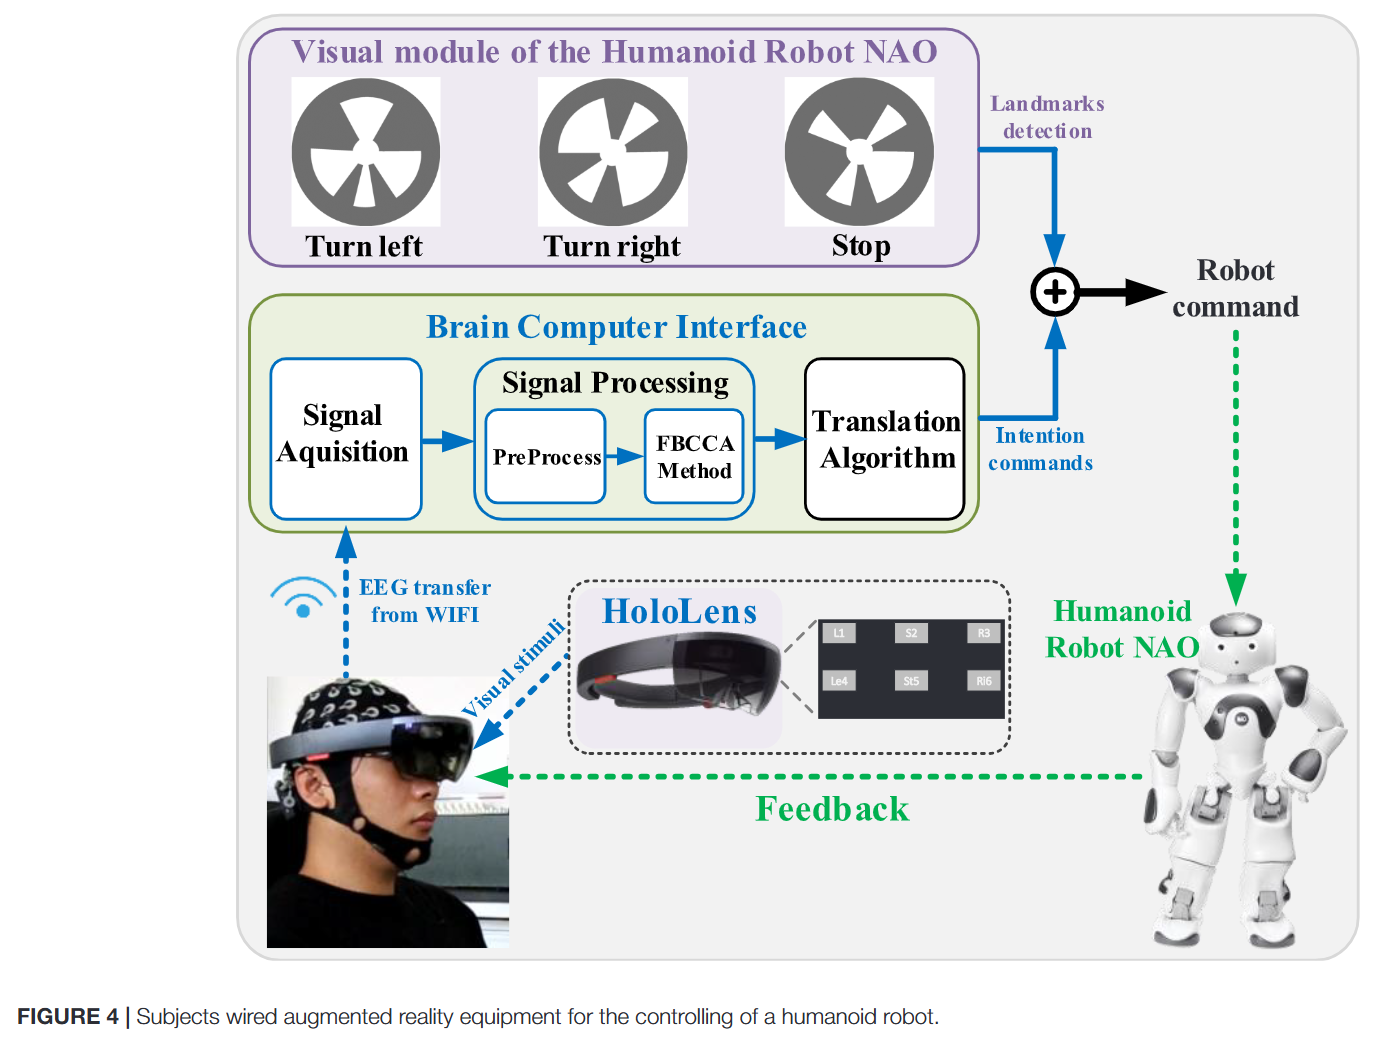 Visual module of the Humanoid Robot NAO
Turn left
Turn right
Stop
Landmarks
detection
Robot
command
Brain Computer Interface
Signal
Aquisition
Signal Processing
PreProcess
FBCCA
Method
Translation
Algorithm
Intention
commands
EEG transfer
from WIFI
Visual stimuli
HoloLens
L1
S2
R3
Le4
St5
Ri6
Humanoid
Robot NAO
Feedback
FIGURE 4 | Subjects wired augmented reality equipment for the controlling of a humanoid robot.